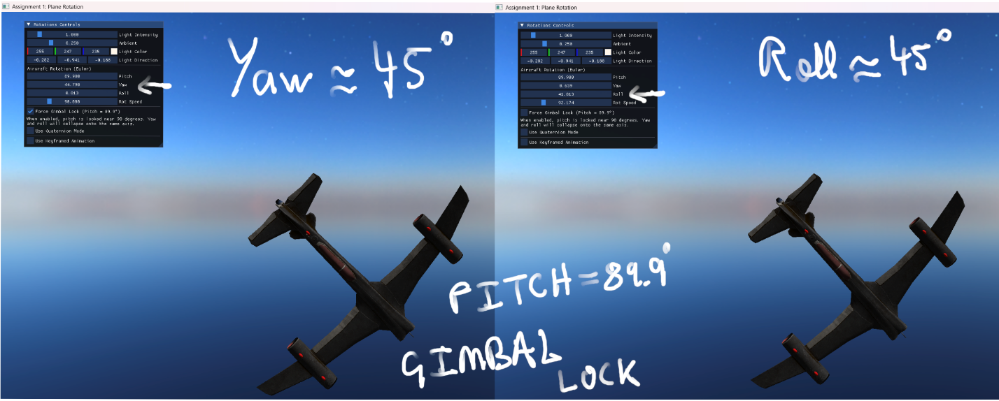 Assignment 1: Plane Rotation
▼ Rotations Controls
1.000 Light Intensity
0.250 Ambient
255 247 235 Light Color
-0.282 -0.941 -0.188 Light Direction
Aircraft Rotation (Euler)
89.900 Pitch
44.790 Yaw
0.013 Roll
90.000 Rot Speed
Force Gimbal Lock (Pitch = 89.9°)
When enabled, pitch is locked near 90 degrees. Yaw
and roll will collapse onto the same axis.
Use Quaternion Mode
Use Keyframed Animation
Yaw ≃ 45°
Assignment 1: Plane Rotation
▼ Rotations Controls
1.000 Light Intensity
0.250 Ambient
255 247 235 Light Color
-0.282 -0.941 -0.188 Light Direction
Aircraft Rotation (Euler)
89.900 Pitch
0.639 Yaw
41.813 Roll
92.174 Rot Speed
Force Gimbal Lock (Pitch = 89.9°)
When enabled, pitch is locked near 90 degrees. Yaw
and roll will collapse onto the same axis.
Use Quaternion Mode
Use Keyframed Animation
Roll ≃ 45°
PITCH = 89.9°
GIMBAL
LOCK